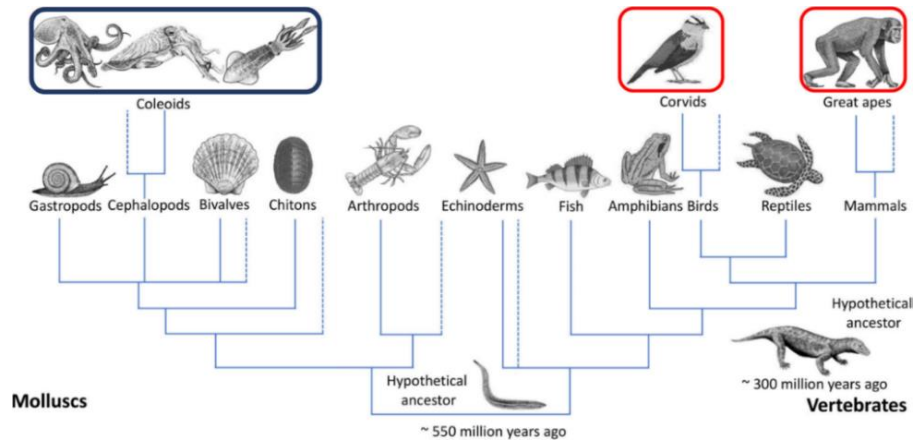 Coleoids
Corvids
Great apes
Gastropods Cephalopods Bivalves Chitons Arthropods Echinoderms Fish Amphibians Birds Reptiles Mammals
Hypothetical
ancestor
~ 300 million years ago
Hypothetical
ancestor
Molluscs
Vertebrates
~ 550 million years ago